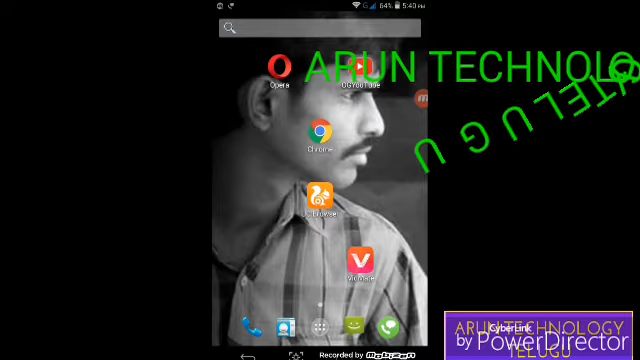 G 64% 5:40 PM
ARUN TECHNOLO
TELUGU
Opera
OGYouTube
Chrome
UC Browser
VidMate
ARUN TECHNOLOGY
TELUGU
CyberLink
by PowerDirector
Recorded by Mobizen